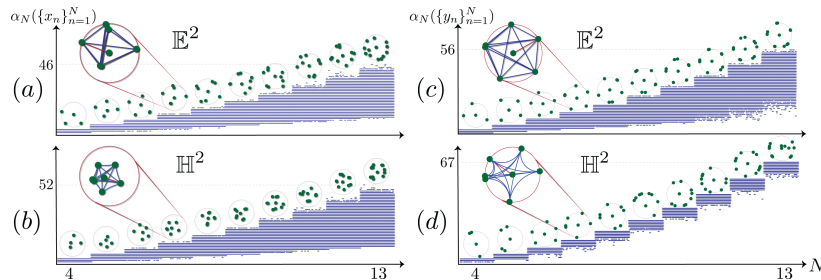 α_N({x_n}_{n=1}^N)
46
(a)
𝔼²
α_N({y_n}_{n=1}^N)
56
(c)
𝔼²
52
(b)
ℍ²
4
13
67
(d)
ℍ²
4
13
N